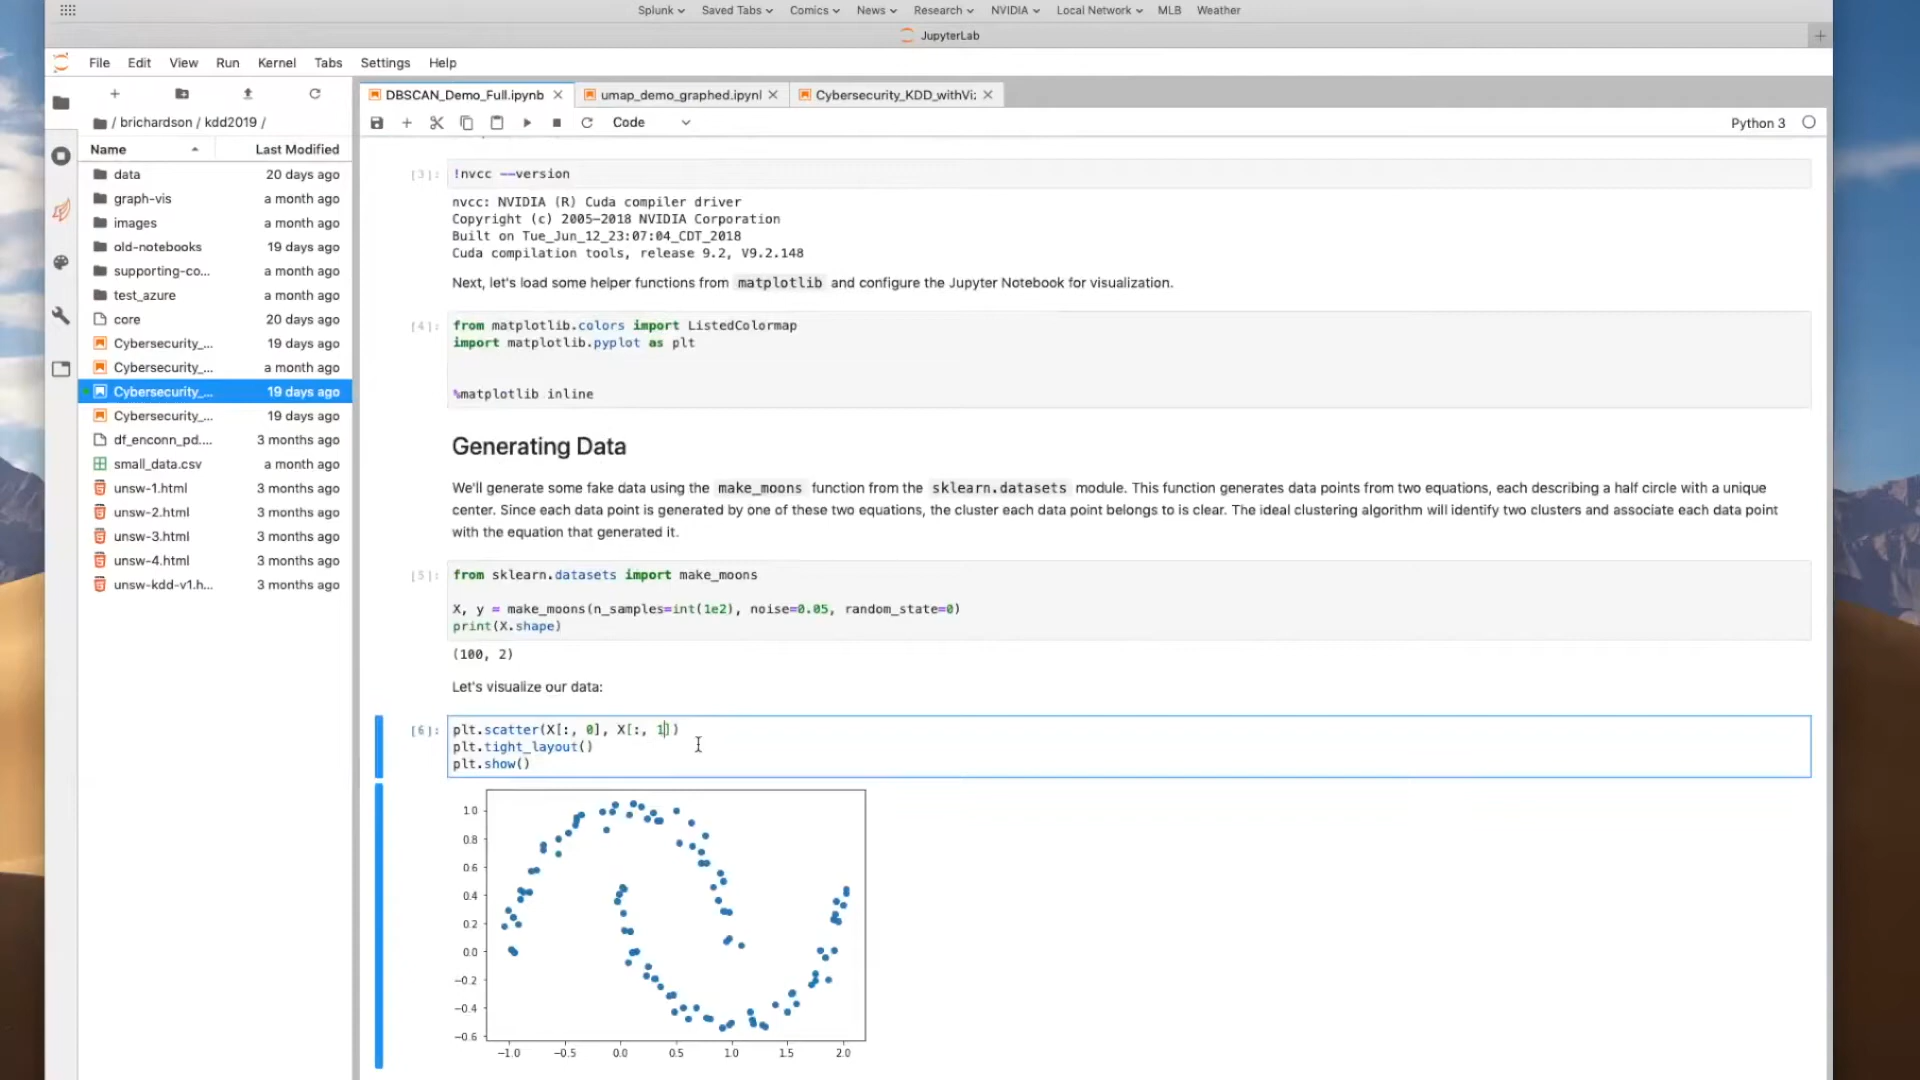 Splunk Saved Tabs Comics News Research NVIDIA Local Network MLB Weather
JupyterLab
File Edit View Run Kernel Tabs Settings Help
DBSCAN_Demo_Full.ipynb umap_demo_graphed.ipynl Cybersecurity_KDD_withVi:
/ brichardson / kdd2019 /
Code
Python 3
Name Last Modified
data 20 days ago
graph-vis a month ago
images a month ago
old-notebooks 19 days ago
supporting-co... a month ago
test_azure a month ago
core 20 days ago
Cybersecurity_... 19 days ago
Cybersecurity_... a month ago
Cybersecurity_... 19 days ago
Cybersecurity_... 19 days ago
df_enconn_pd.... 3 months ago
small_data.csv a month ago
unsw-1.html 3 months ago
unsw-2.html 3 months ago
unsw-3.html 3 months ago
unsw-4.html 3 months ago
unsw-kdd-v1.h... 3 months ago
[3]: !nvcc --version
nvcc: NVIDIA (R) Cuda compiler driver
Copyright (c) 2005-2018 NVIDIA Corporation
Built on Tue_Jun_12_23:07:04_CDT_2018
Cuda compilation tools, release 9.2, V9.2.148
Next, let's load some helper functions from matplotlib and configure the Jupyter Notebook for visualization.
[4]: from matplotlib.colors import ListedColormap
import matplotlib.pyplot as plt
%matplotlib inline
Generating Data
We'll generate some fake data using the make_moons function from the sklearn.datasets module. This function generates data points from two equations, each describing a half circle with a unique
center. Since each data point is generated by one of these two equations, the cluster each data point belongs to is clear. The ideal clustering algorithm will identify two clusters and associate each data point
with the equation that generated it.
[5]: from sklearn.datasets import make_moons
X, y = make_moons(n_samples=int(1e2), noise=0.05, random_state=0)
print(X.shape)
(100, 2)
Let's visualize our data:
[6]: plt.scatter(X[:, 0], X[:, 1])
plt.tight_layout()
plt.show()
1.0
0.8
0.6
0.4
0.2
0.0
−0.2
−0.4
−0.6
−1.0 −0.5 0.0 0.5 1.0 1.5 2.0